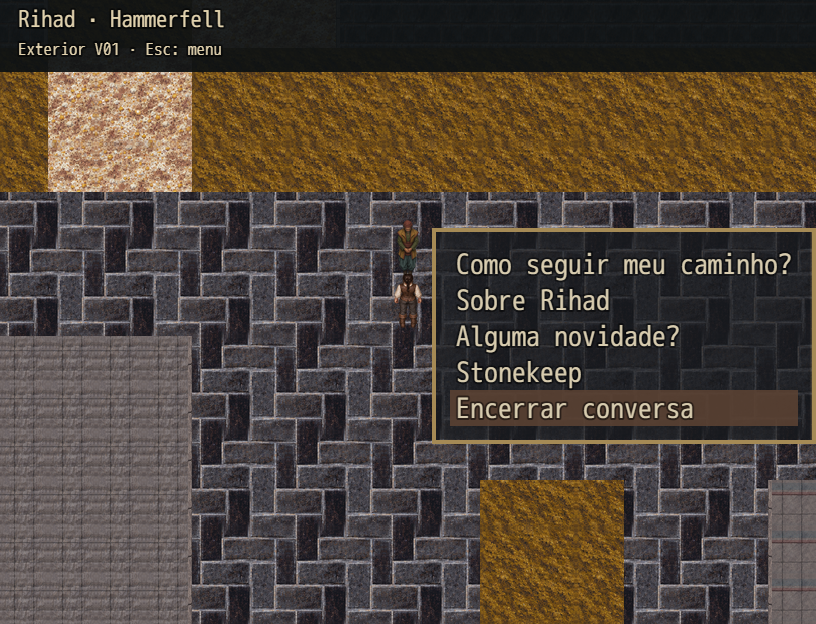 Rihad · Hammerfell
Exterior V01 · Esc: menu
Como seguir meu caminho?
Sobre Rihad
Alguma novidade?
Stonekeep
Encerrar conversa